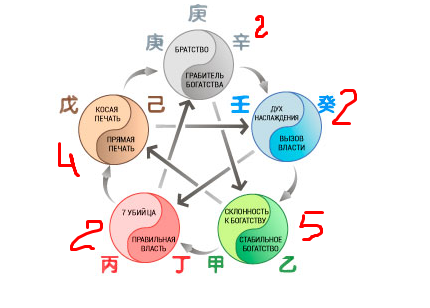 庚
庚 辛 2
БРАТСТВО
ГРАБИТЕЛЬ
БОГАТСТВА
戊 己
КОСАЯ
ПЕЧАТЬ
ПРЯМАЯ
ПЕЧАТЬ
4
壬 癸 2
ДУХ
НАСЛАЖДЕНИЯ
ВЫЗОВ
ВЛАСТИ
7 УБИЙЦА
ПРАВИЛЬНАЯ
ВЛАСТЬ
2
丙 丁
СКЛОННОСТЬ
К БОГАТСТВУ
СТАБИЛЬНОЕ
БОГАТСТВО
5
甲 乙